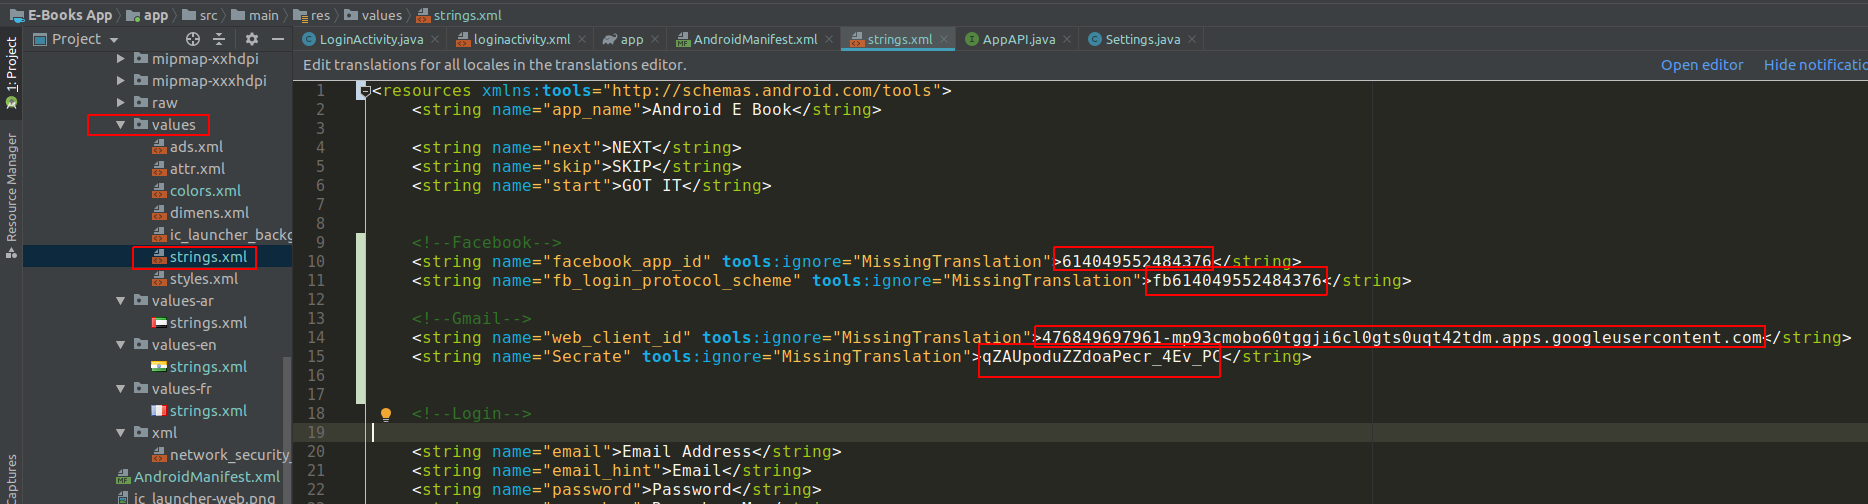 E-Books App app src main res values strings.xml
Project
LoginActivity.java loginactivity.xml app AndroidManifest.xml strings.xml AppAPI.java Settings.java
1: Project
Resource Manager
Captures
mipmap-xxhdpi
mipmap-xxxhdpi
raw
values
ads.xml
attr.xml
colors.xml
dimens.xml
ic_launcher_backg
strings.xml
styles.xml
values-ar
strings.xml
values-en
strings.xml
values-fr
strings.xml
xml
network_security_
AndroidManifest.xml
ic_launcher-web.png
Edit translations for all locales in the translations editor. Open editor Hide notificatio
1 <resources xmlns:tools="http://schemas.android.com/tools">
2 <string name="app_name">Android E Book</string>
3
4 <string name="next">NEXT</string>
5 <string name="skip">SKIP</string>
6 <string name="start">GOT IT</string>
7
8
9 <!--Facebook-->
10 <string name="facebook_app_id" tools:ignore="MissingTranslation">614049552484376</string>
11 <string name="fb_login_protocol_scheme" tools:ignore="MissingTranslation">fb614049552484376</string>
12
13 <!--Gmail-->
14 <string name="web_client_id" tools:ignore="MissingTranslation">476849697961-mp93cmobo60tggji6cl0gts0uqt42tdm.apps.googleusercontent.com</string>
15 <string name="Secrate" tools:ignore="MissingTranslation">qZAUpoduZZdoaPecr_4Ev_PC</string>
16
17
18 <!--Login-->
19
20 <string name="email">Email Address</string>
21 <string name="email_hint">Email</string>
22 <string name="password">Password</string>